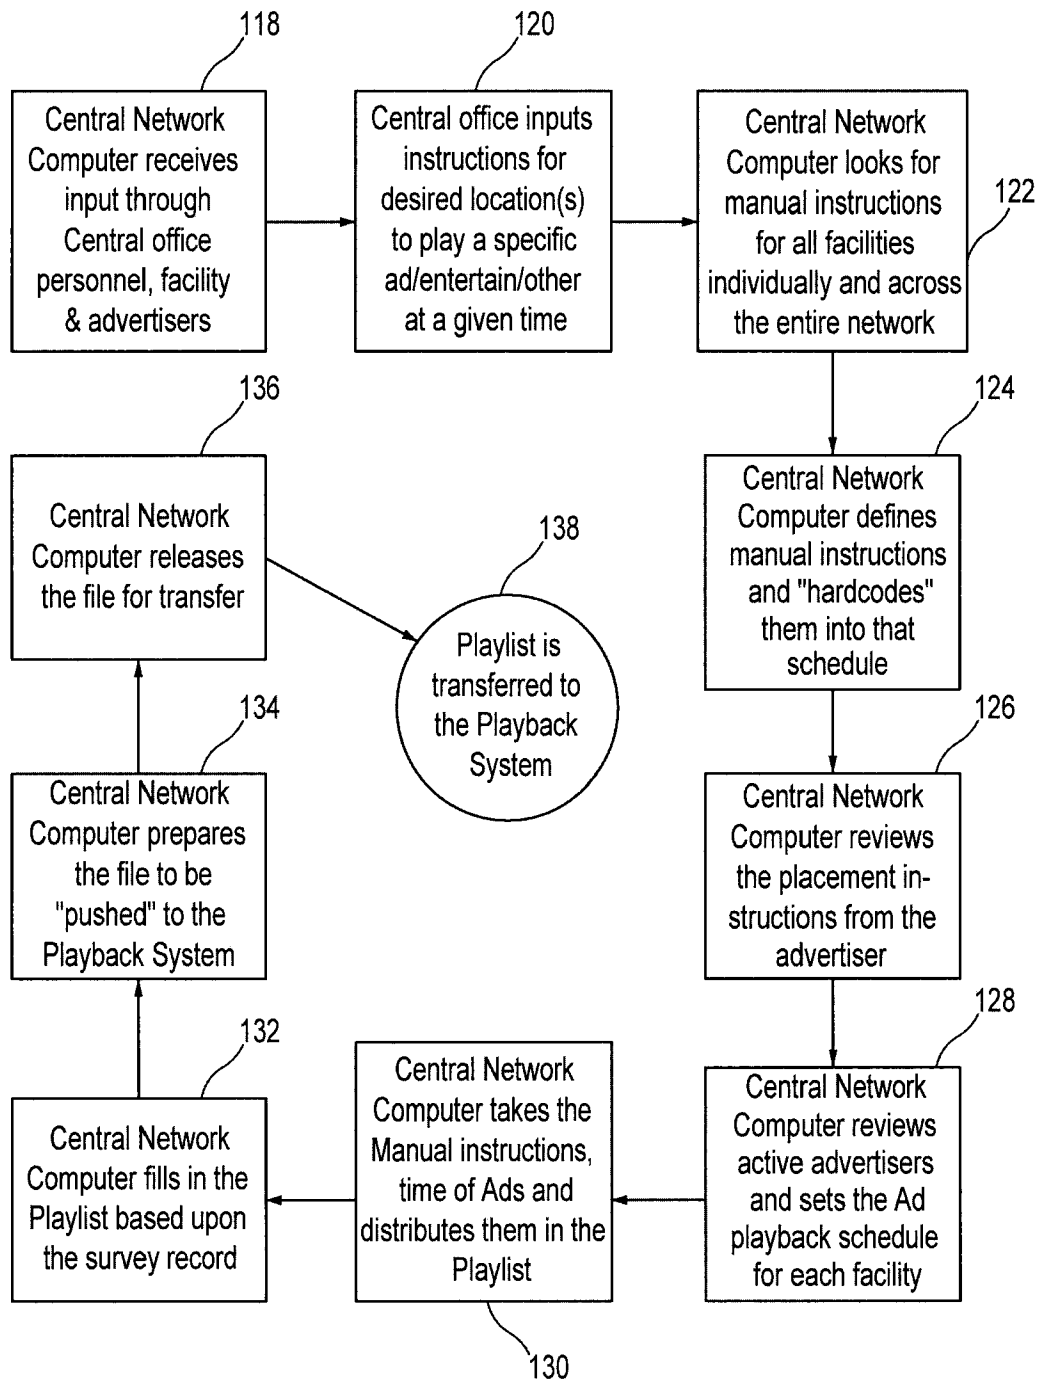 118
Central Network
Computer receives
input through
Central office
personnel, facility
& advertisers
120
Central office inputs
instructions for
desired location(s)
to play a specific
ad/entertain/other
at a given time
122
Central Network
Computer looks for
manual instructions
for all facilities
individually and across
the entire network
124
Central Network
Computer defines
manual instructions
and "hardcodes"
them into that
schedule
126
Central Network
Computer reviews
the placement in-
structions from the
advertiser
128
Central Network
Computer reviews
active advertisers
and sets the Ad
playback schedule
for each facility
Central Network
Computer takes the
Manual instructions,
time of Ads and
distributes them in the
Playlist
130
132
Central Network
Computer fills in the
Playlist based upon
the survey record
134
Central Network
Computer prepares
the file to be
"pushed" to the
Playback System
136
Central Network
Computer releases
the file for transfer
138
Playlist is
transferred to
the Playback
System